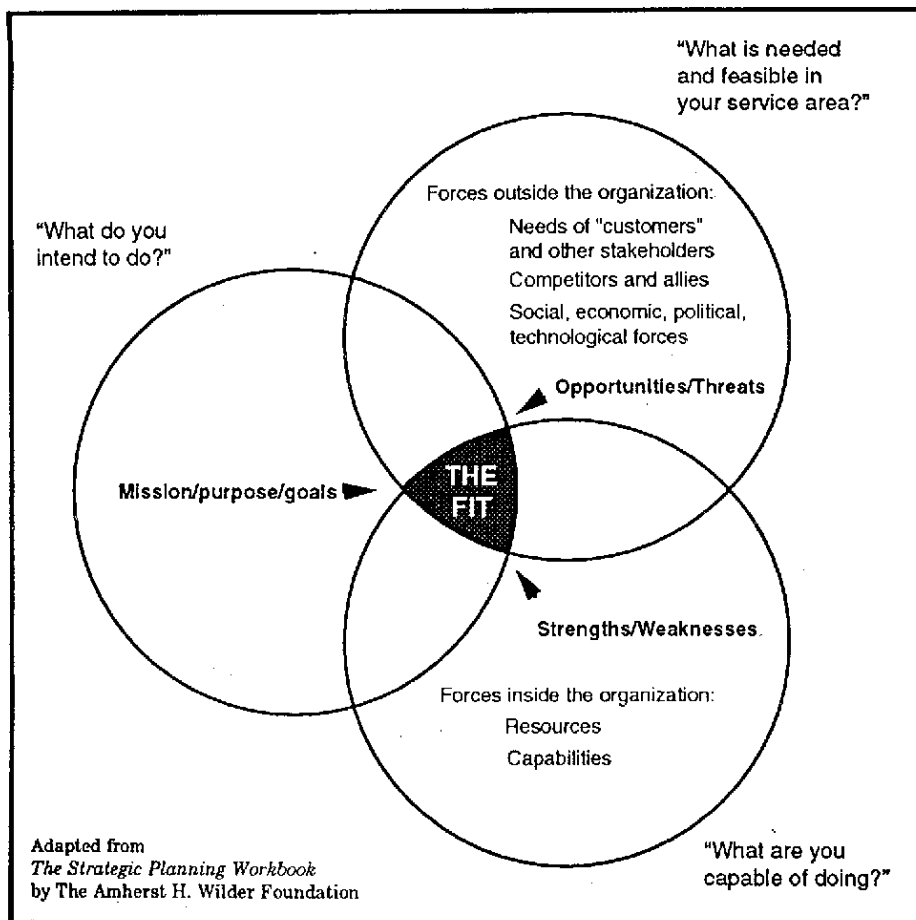 "What is needed
and feasible in
your service area?"
Forces outside the organization:
Needs of "customers"
and other stakeholders
Competitors and allies
Social, economic, political,
technological forces
"What do you
intend to do?"
Opportunities/Threats
Mission/purpose/goals
THE
FIT
Strengths/Weaknesses
Forces inside the organization:
Resources
Capabilities
Adapted from
The Strategic Planning Workbook
by The Amherst H. Wilder Foundation
"What are you
capable of doing?"